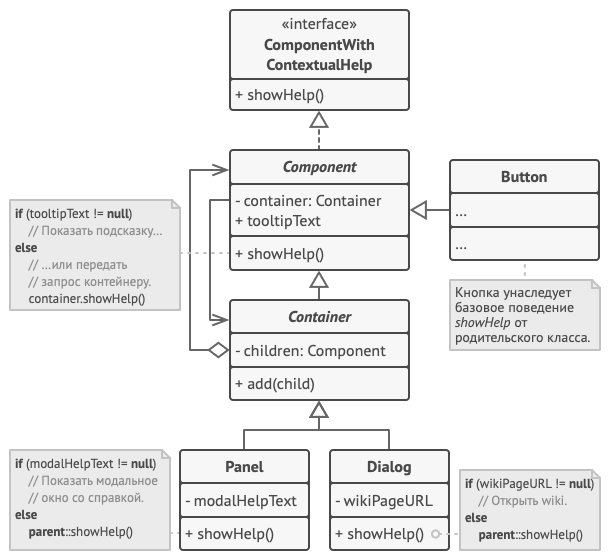 «interface»
ComponentWith
ContextualHelp
+ showHelp()
Component
- container: Container
+ tooltipText
+ showHelp()
Button
...
...
if (tooltipText != null)
// Показать подсказку...
else
// ...или передать
// запрос контейнеру.
container.showHelp()
Кнопка унаследует
базовое поведение
showHelp от
родительского класса.
Container
- children: Component
+ add(child)
if (modalHelpText != null)
// Показать модальное
// окно со справкой.
else
parent::showHelp()
Panel
- modalHelpText
+ showHelp()
Dialog
- wikiPageURL
+ showHelp()
if (wikiPageURL != null)
// Открыть wiki.
else
parent::showHelp()